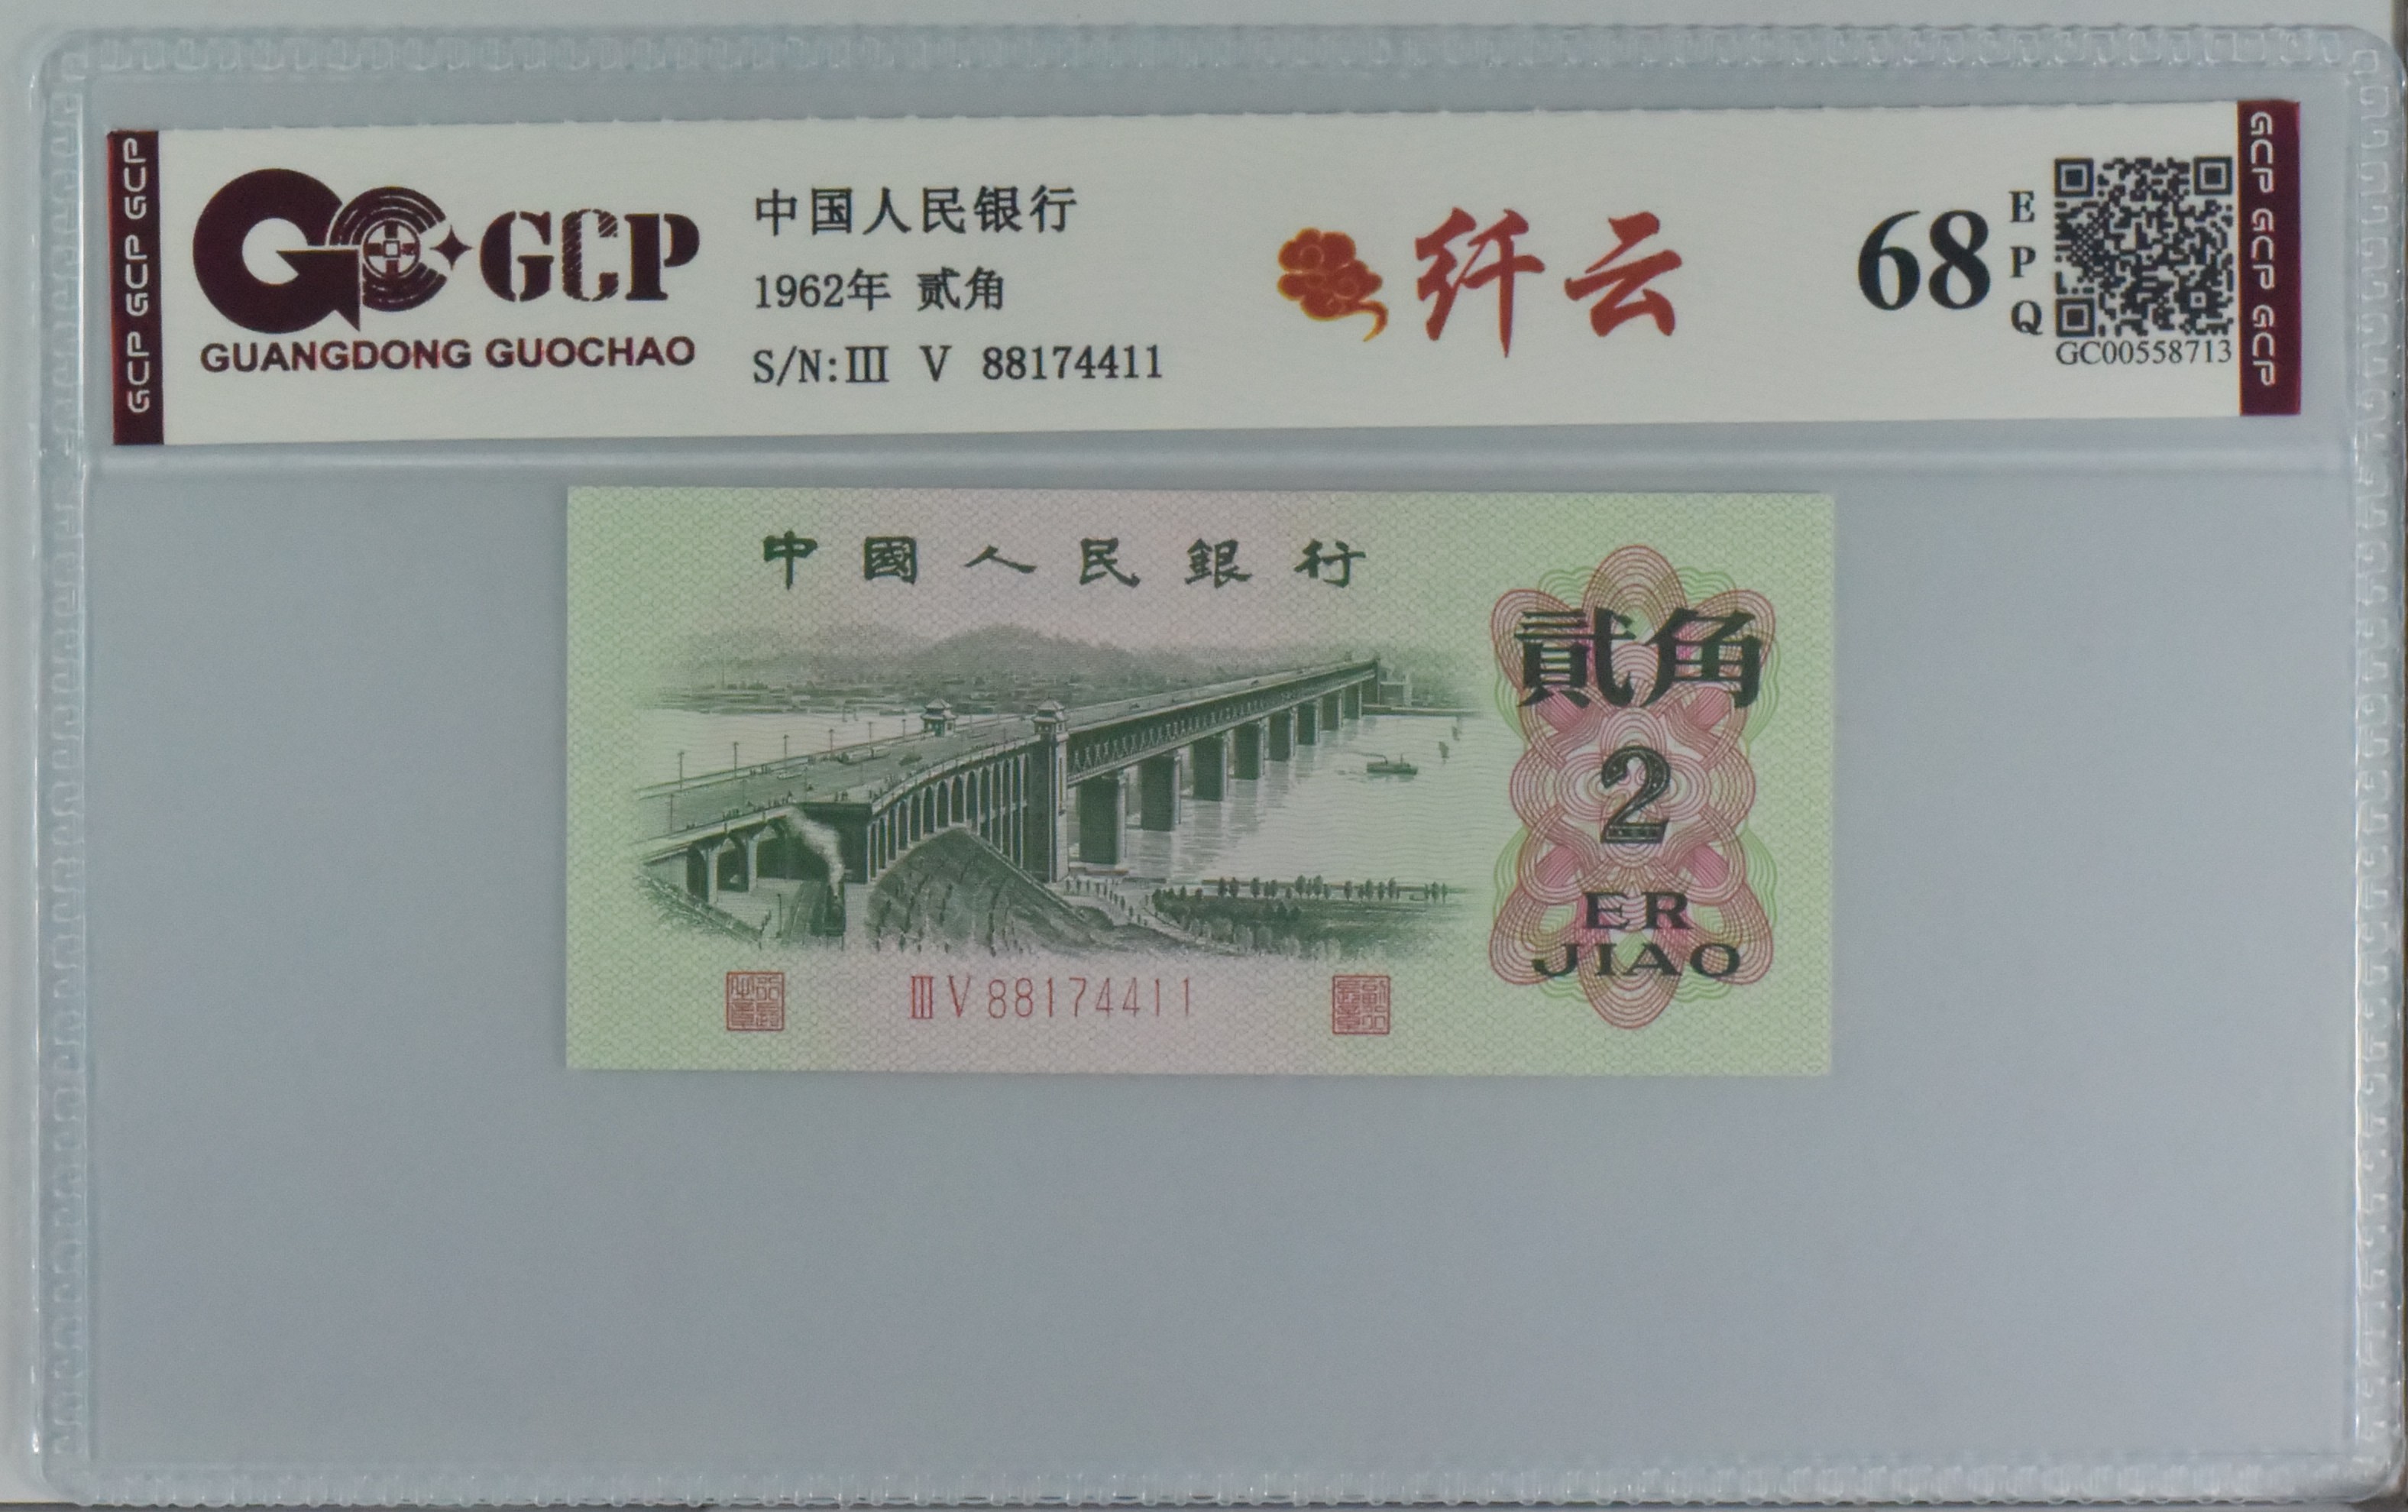 GCP GCP GCP
GCP
GUANGDONG GUOCHAO
中国人民银行
1962年 贰角
S/N:Ⅲ V 88174411
纤云
68
E
P
Q
GC00558713
GCP GCP GCP
中國人民銀行
貳角
2
ER
JIAO
Ⅲ V 88174411